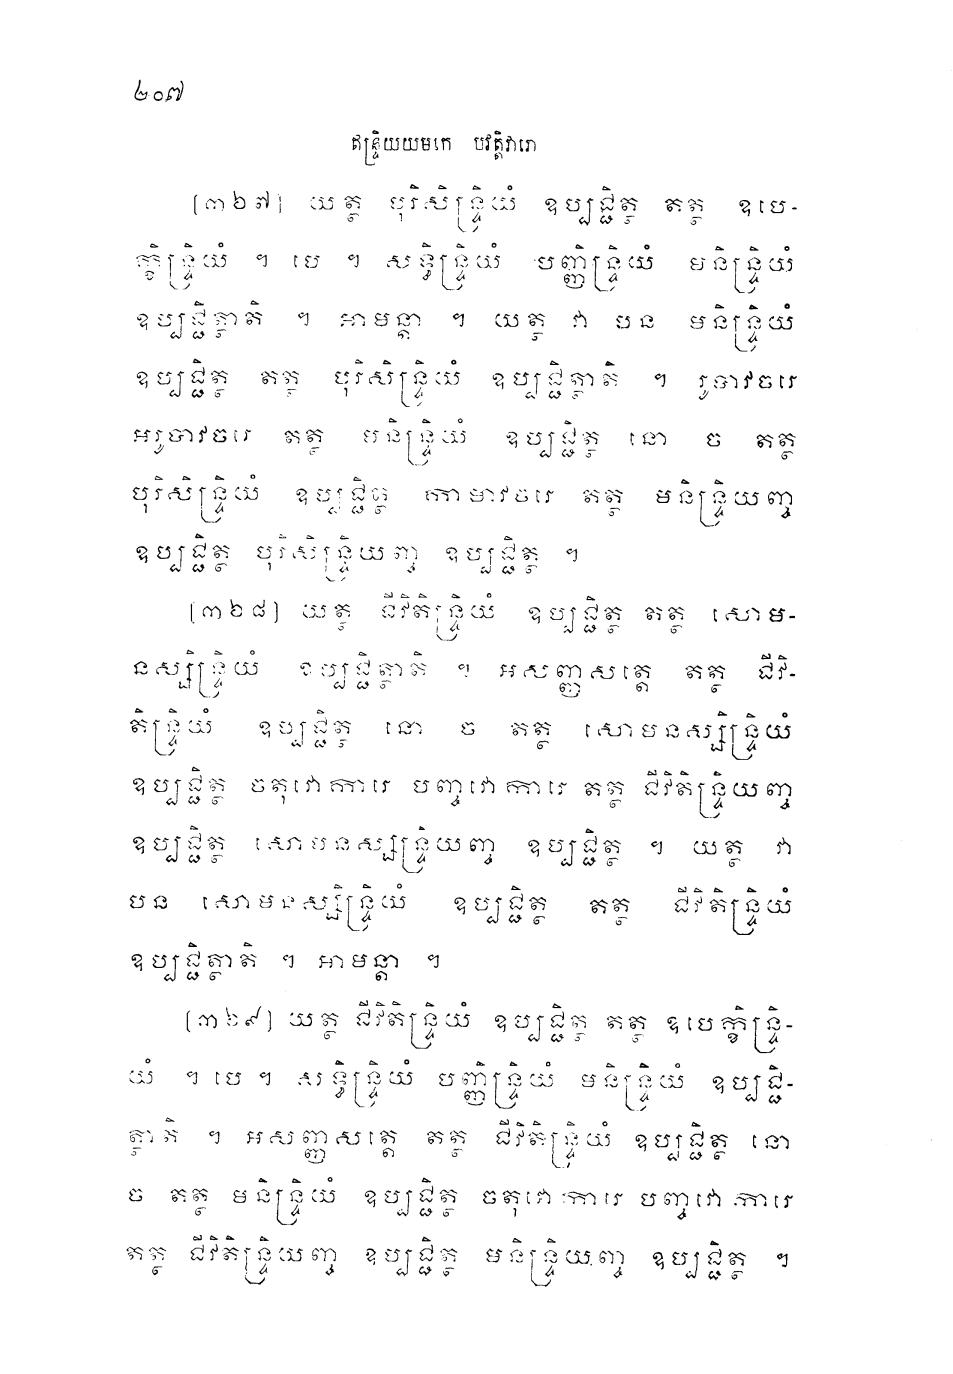 ២០៧
ឥន្ទ្រិយយមកេ បវត្តិវារោ
[៣២៧] យត្ថ បុរិសិន្ទ្រិយំ ឧប្បជ្ជិត្ថ តត្ថ ឧបេ-
ក្ខិន្ទ្រិយំ ។ បេ ។ សទ្ធិន្ទ្រិយំ បញ្ញិន្ទ្រិយំ មនិន្ទ្រិយំ
ឧប្បជ្ជិត្ថាតិ ។ អាមន្តា ។ យត្ថ វា បន មនិន្ទ្រិយំ
ឧប្បជ្ជិត្ថ តត្ថ បុរិសិន្ទ្រិយំ ឧប្បជ្ជិត្ថាតិ ។ រូបាវចរេ
អរូបាវចរេ តត្ថ មនិន្ទ្រិយំ ឧប្បជ្ជិត្ថ នោ ច តត្ថ
បុរិសិន្ទ្រិយំ ឧប្បជ្ជិត្ថ កាមាវចរេ តត្ថ មនិន្ទ្រិយញ្ច
ឧប្បជ្ជិត្ថ បុរិសិន្ទ្រិយញ្ច ឧប្បជ្ជិត្ថ ។
[៣២៨] យត្ថ ជីវិតិន្ទ្រិយំ ឧប្បជ្ជិត្ថ តត្ថ សោម-
នស្សិន្ទ្រិយំ ឧប្បជ្ជិត្ថាតិ ។ អសញ្ញសត្តេ តត្ថ ជីវិ-
តិន្ទ្រិយំ ឧប្បជ្ជិត្ថ នោ ច តត្ថ សោមនស្សិន្ទ្រិយំ
ឧប្បជ្ជិត្ថ ចតុវោការេ បញ្ចវោការេ តត្ថ ជីវិតិន្ទ្រិយញ្ច
ឧប្បជ្ជិត្ថ សោមនស្សិន្ទ្រិយញ្ច ឧប្បជ្ជិត្ថ ។ យត្ថ វា
បន សោមនស្សិន្ទ្រិយំ ឧប្បជ្ជិត្ថ តត្ថ ជីវិតិន្ទ្រិយំ
ឧប្បជ្ជិត្ថាតិ ។ អាមន្តា ។
[៣២៩] យត្ថ ជីវិតិន្ទ្រិយំ ឧប្បជ្ជិត្ថ តត្ថ ឧបេក្ខិន្ទ្រិ-
យំ ។ បេ ។ សទ្ធិន្ទ្រិយំ បញ្ញិន្ទ្រិយំ មនិន្ទ្រិយំ ឧប្បជ្ជិ-
ត្ថាតិ ។ អសញ្ញសត្តេ តត្ថ ជីវិតិន្ទ្រិយំ ឧប្បជ្ជិត្ថ នោ
ច តត្ថ មនិន្ទ្រិយំ ឧប្បជ្ជិត្ថ ចតុវោការេ បញ្ចវោការេ
តត្ថ ជីវិតិន្ទ្រិយញ្ច ឧប្បជ្ជិត្ថ មនិន្ទ្រិយញ្ច ឧប្បជ្ជិត្ថ ។